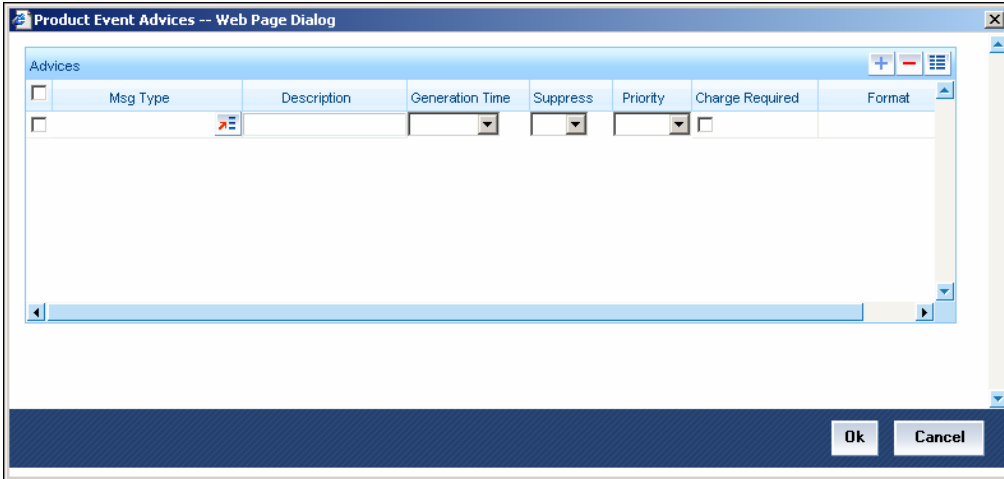 Product Event Advices -- Web Page Dialog
Advices
Msg Type Description Generation Time Suppress Priority Charge Required Format
Ok Cancel